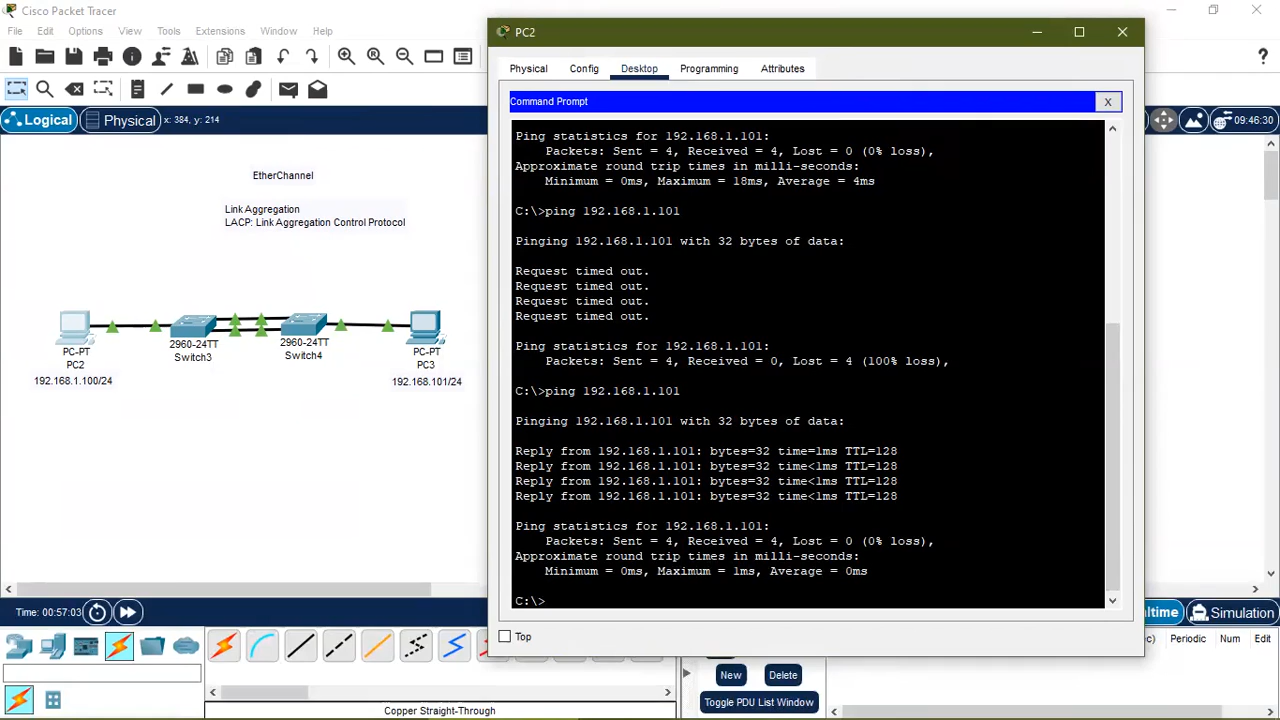 Cisco Packet Tracer
File Edit Options View Tools Extensions Window Help
Logical Physical x: 384, y: 214
09:46:30
EtherChannel
Link Aggregation
LACP: Link Aggregation Control Protocol
2960-24TT
Switch3
2960-24TT
Switch4
PC-PT
PC2
192.168.1.100/24
PC-PT
PC3
192.168.101/24
PC2
Physical Config Desktop Programming Attributes
Command Prompt X
Ping statistics for 192.168.1.101:
Packets: Sent = 4, Received = 4, Lost = 0 (0% loss),
Approximate round trip times in milli-seconds:
Minimum = 0ms, Maximum = 18ms, Average = 4ms
C:\>ping 192.168.1.101
Pinging 192.168.1.101 with 32 bytes of data:
Request timed out.
Request timed out.
Request timed out.
Request timed out.
Ping statistics for 192.168.1.101:
Packets: Sent = 4, Received = 0, Lost = 4 (100% loss),
C:\>ping 192.168.1.101
Pinging 192.168.1.101 with 32 bytes of data:
Reply from 192.168.1.101: bytes=32 time=1ms TTL=128
Reply from 192.168.1.101: bytes=32 time<1ms TTL=128
Reply from 192.168.1.101: bytes=32 time<1ms TTL=128
Reply from 192.168.1.101: bytes=32 time<1ms TTL=128
Ping statistics for 192.168.1.101:
Packets: Sent = 4, Received = 4, Lost = 0 (0% loss),
Approximate round trip times in milli-seconds:
Minimum = 0ms, Maximum = 1ms, Average = 0ms
C:\>
Top
Time: 00:57:03
ltime Simulation
c) Periodic Num Edit
New Delete
Toggle PDU List Window
Copper Straight-Through